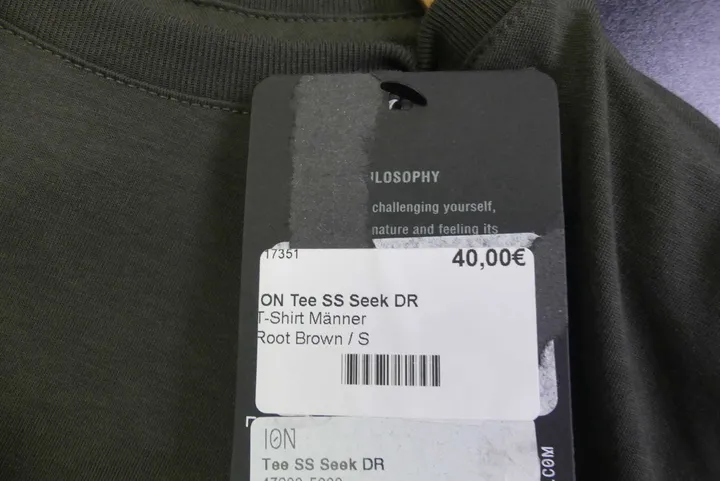 ILOSOPHY
challenging yourself,
nature and feeling its
17351
40,00€
ION Tee SS Seek DR
T-Shirt Männer
Root Brown / S
ION
Tee SS Seek DR
.COM